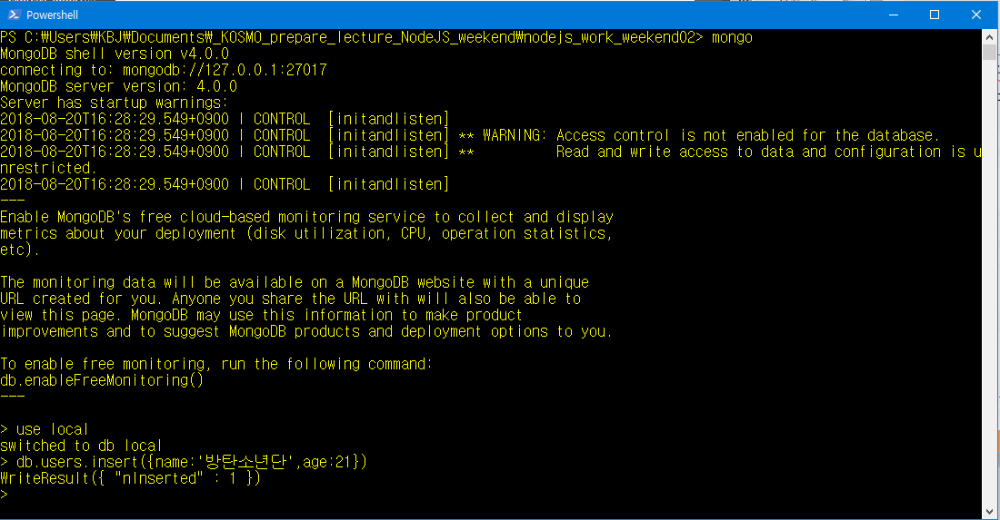 Powershell
PS C:₩Users₩KBJ₩Documents₩_KOSMO_prepare_lecture_NodeJS_weekend₩nodejs_work_weekend02> mongo
MongoDB shell version v4.0.0
connecting to: mongodb://127.0.0.1:27017
MongoDB server version: 4.0.0
Server has startup warnings:
2018-08-20T16:28:29.549+0900 I CONTROL  [initandlisten]
2018-08-20T16:28:29.549+0900 I CONTROL  [initandlisten] ** WARNING: Access control is not enabled for the database.
2018-08-20T16:28:29.549+0900 I CONTROL  [initandlisten] **          Read and write access to data and configuration is u
nrestricted.
2018-08-20T16:28:29.549+0900 I CONTROL  [initandlisten]
---
Enable MongoDB's free cloud-based monitoring service to collect and display
metrics about your deployment (disk utilization, CPU, operation statistics,
etc).
The monitoring data will be available on a MongoDB website with a unique
URL created for you. Anyone you share the URL with will also be able to
view this page. MongoDB may use this information to make product
improvements and to suggest MongoDB products and deployment options to you.
To enable free monitoring, run the following command:
db.enableFreeMonitoring()
---
> use local
switched to db local
> db.users.insert({name:'방탄소년단',age:21})
WriteResult({ "nInserted" : 1 })
>